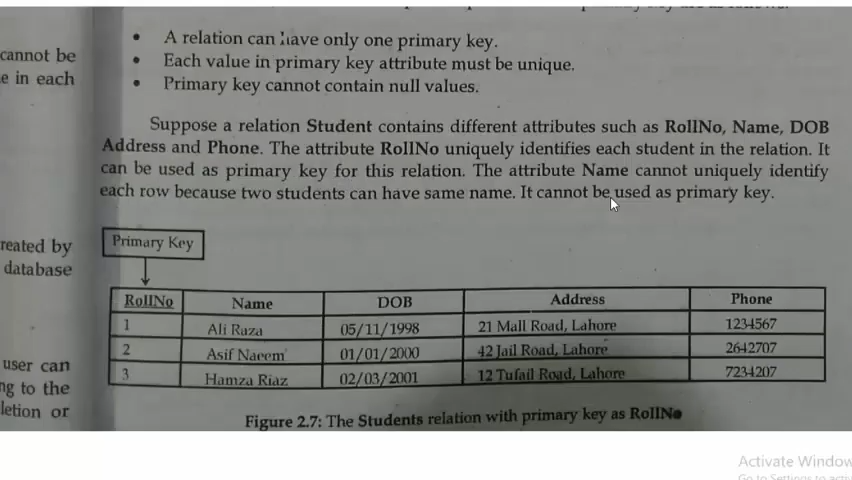 cannot be
e in each
reated by
database
user can
ng to the
letion or
• A relation can have only one primary key.
• Each value in primary key attribute must be unique.
• Primary key cannot contain null values.
Suppose a relation Student contains different attributes such as RollNo, Name, DOB
Address and Phone. The attribute RollNo uniquely identifies each student in the relation. It
can be used as primary key for this relation. The attribute Name cannot uniquely identify
each row because two students can have same name. It cannot be used as primary key.
Primary Key
RollNo Name DOB Address Phone
1 Ali Raza 05/11/1998 21 Mall Road, Lahore 1234567
2 Asif Naeem 01/01/2000 42 Jail Road, Lahore 2642707
3 Hamza Riaz 02/03/2001 12 Tufail Road, Lahore 7234207
Figure 2.7: The Students relation with primary key as RollNo
Activate Window
Go to Settings to activ